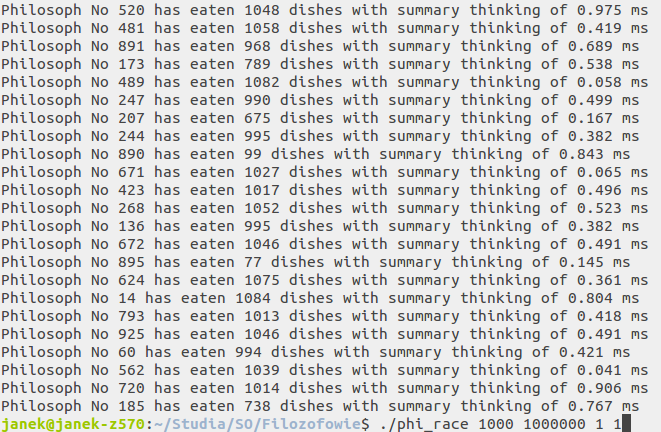 Philosoph No 520 has eaten 1048 dishes with summary thinking of 0.975 ms
Philosoph No 481 has eaten 1058 dishes with summary thinking of 0.419 ms
Philosoph No 891 has eaten 968 dishes with summary thinking of 0.689 ms
Philosoph No 173 has eaten 789 dishes with summary thinking of 0.538 ms
Philosoph No 489 has eaten 1082 dishes with summary thinking of 0.058 ms
Philosoph No 247 has eaten 990 dishes with summary thinking of 0.499 ms
Philosoph No 207 has eaten 675 dishes with summary thinking of 0.167 ms
Philosoph No 244 has eaten 995 dishes with summary thinking of 0.382 ms
Philosoph No 890 has eaten 99 dishes with summary thinking of 0.843 ms
Philosoph No 671 has eaten 1027 dishes with summary thinking of 0.065 ms
Philosoph No 423 has eaten 1017 dishes with summary thinking of 0.496 ms
Philosoph No 268 has eaten 1052 dishes with summary thinking of 0.523 ms
Philosoph No 136 has eaten 995 dishes with summary thinking of 0.382 ms
Philosoph No 672 has eaten 1046 dishes with summary thinking of 0.491 ms
Philosoph No 895 has eaten 77 dishes with summary thinking of 0.145 ms
Philosoph No 624 has eaten 1075 dishes with summary thinking of 0.361 ms
Philosoph No 14 has eaten 1084 dishes with summary thinking of 0.804 ms
Philosoph No 793 has eaten 1013 dishes with summary thinking of 0.418 ms
Philosoph No 925 has eaten 1046 dishes with summary thinking of 0.491 ms
Philosoph No 60 has eaten 994 dishes with summary thinking of 0.421 ms
Philosoph No 562 has eaten 1039 dishes with summary thinking of 0.041 ms
Philosoph No 720 has eaten 1014 dishes with summary thinking of 0.906 ms
Philosoph No 185 has eaten 738 dishes with summary thinking of 0.767 ms
janek@janek-z570:~/Studia/SO/Filozofowie$ ./phi_race 1000 1000000 1 1